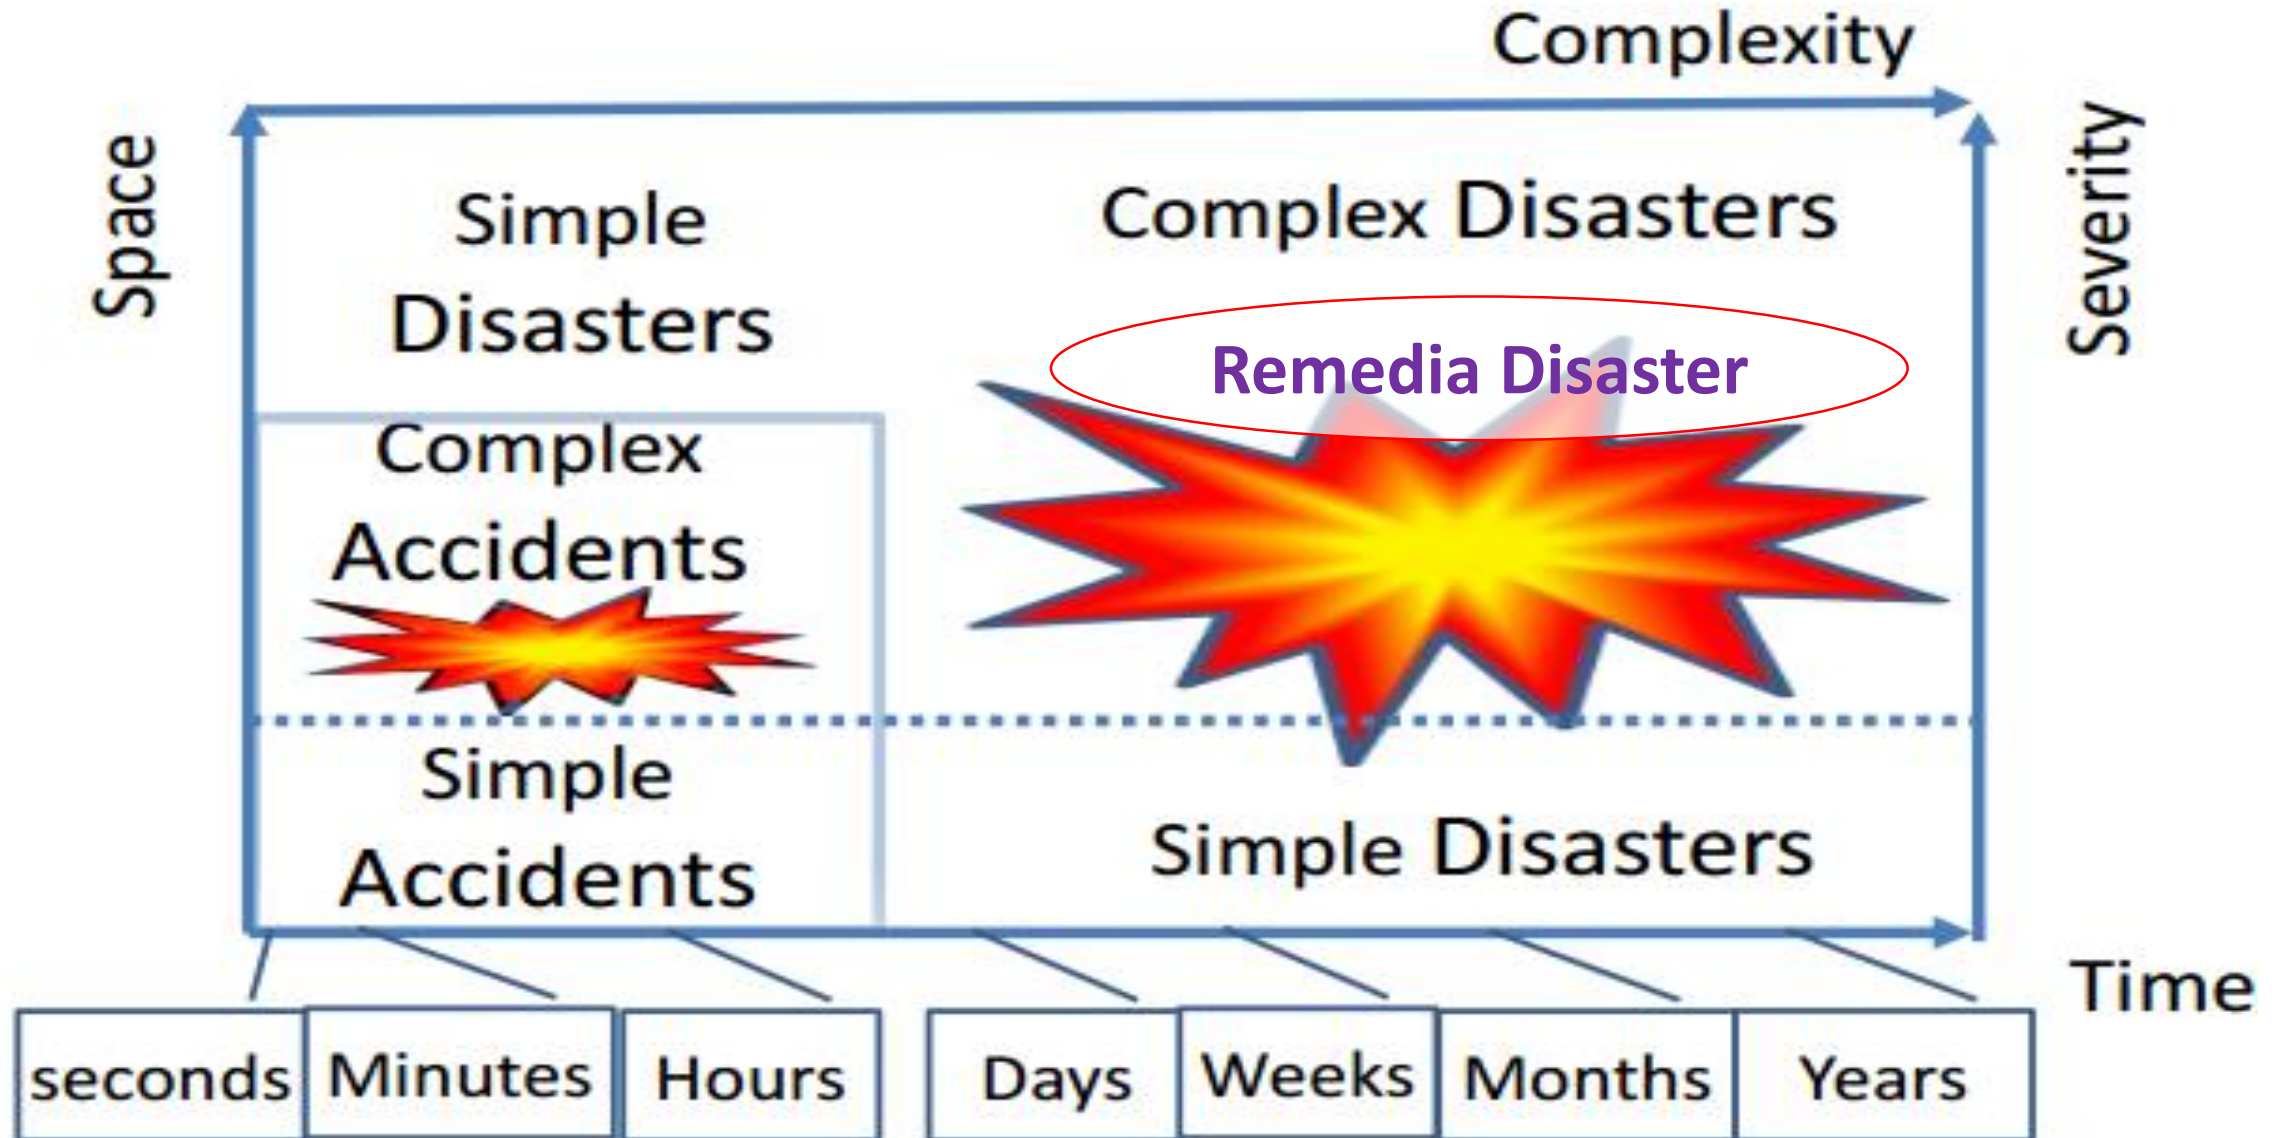 Complexity
Space
Severity
Simple
Disasters
Complex Disasters
Remedia Disaster
Complex
Accidents
Simple
Accidents
Simple Disasters
Time
seconds
Minutes
Hours
Days
Weeks
Months
Years